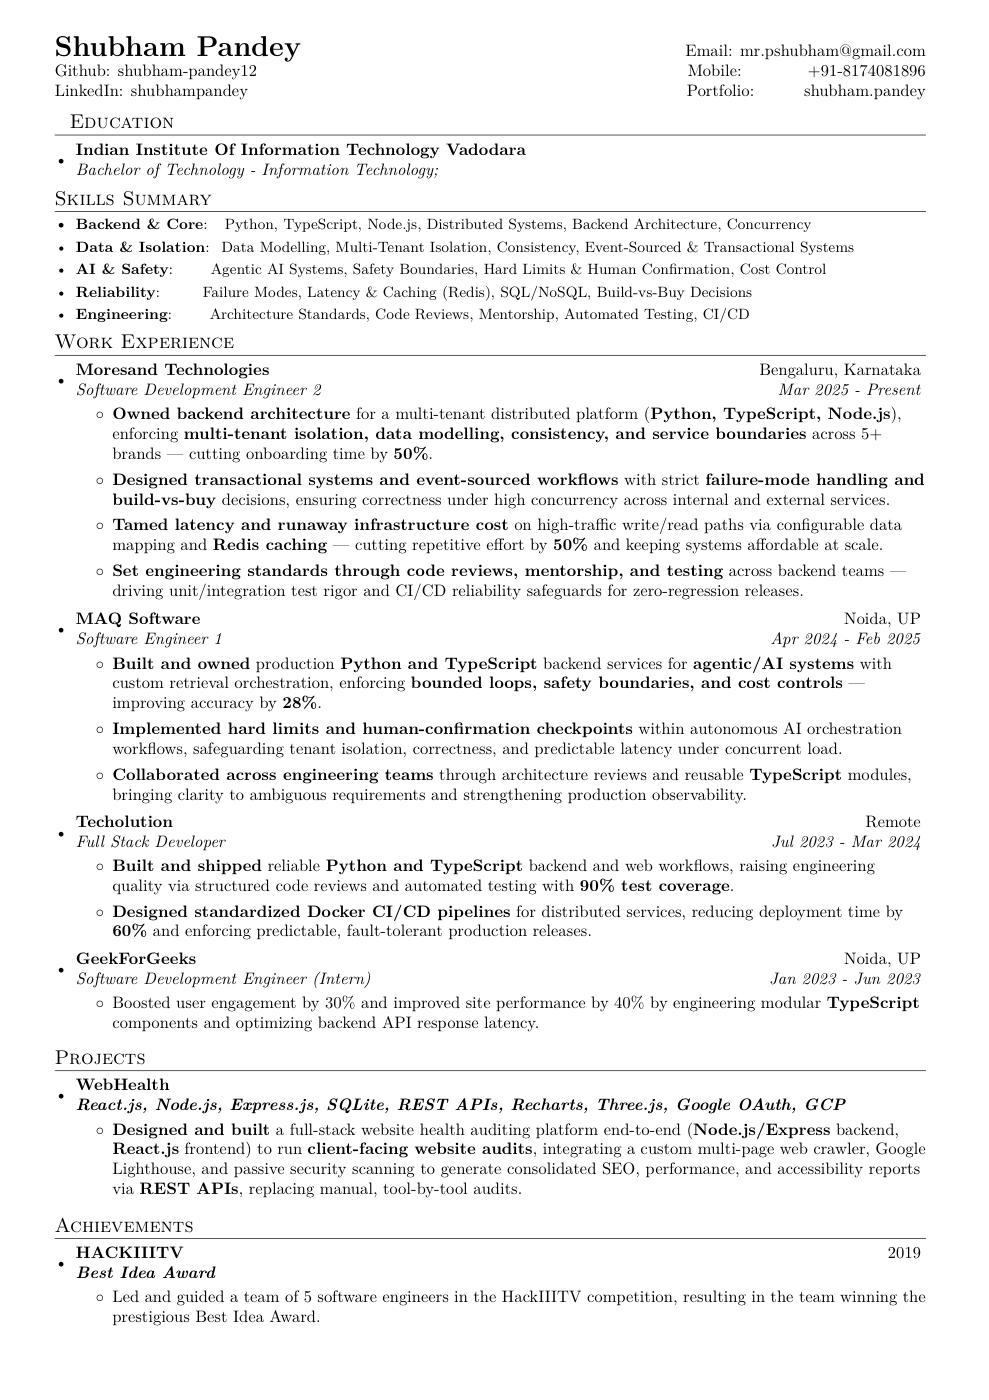 Shubham Pandey
Github: shubham-pandey12
LinkedIn: shubhampandey
Email: mr.pshubham@gmail.com
Mobile: +91-8174081896
Portfolio: shubham.pandey
Education
• Indian Institute Of Information Technology Vadodara
Bachelor of Technology - Information Technology;
Skills Summary
• Backend & Core: Python, TypeScript, Node.js, Distributed Systems, Backend Architecture, Concurrency
• Data & Isolation: Data Modelling, Multi-Tenant Isolation, Consistency, Event-Sourced & Transactional Systems
• AI & Safety: Agentic AI Systems, Safety Boundaries, Hard Limits & Human Confirmation, Cost Control
• Reliability: Failure Modes, Latency & Caching (Redis), SQL/NoSQL, Build-vs-Buy Decisions
• Engineering: Architecture Standards, Code Reviews, Mentorship, Automated Testing, CI/CD
Work Experience
• Moresand Technologies Bengaluru, Karnataka
Software Development Engineer 2 Mar 2025 - Present
○ Owned backend architecture for a multi-tenant distributed platform (Python, TypeScript, Node.js),
enforcing multi-tenant isolation, data modelling, consistency, and service boundaries across 5+
brands — cutting onboarding time by 50%.
○ Designed transactional systems and event-sourced workflows with strict failure-mode handling and
build-vs-buy decisions, ensuring correctness under high concurrency across internal and external services.
○ Tamed latency and runaway infrastructure cost on high-traffic write/read paths via configurable data
mapping and Redis caching — cutting repetitive effort by 50% and keeping systems affordable at scale.
○ Set engineering standards through code reviews, mentorship, and testing across backend teams —
driving unit/integration test rigor and CI/CD reliability safeguards for zero-regression releases.
• MAQ Software Noida, UP
Software Engineer 1 Apr 2024 - Feb 2025
○ Built and owned production Python and TypeScript backend services for agentic/AI systems with
custom retrieval orchestration, enforcing bounded loops, safety boundaries, and cost controls —
improving accuracy by 28%.
○ Implemented hard limits and human-confirmation checkpoints within autonomous AI orchestration
workflows, safeguarding tenant isolation, correctness, and predictable latency under concurrent load.
○ Collaborated across engineering teams through architecture reviews and reusable TypeScript modules,
bringing clarity to ambiguous requirements and strengthening production observability.
• Techolution Remote
Full Stack Developer Jul 2023 - Mar 2024
○ Built and shipped reliable Python and TypeScript backend and web workflows, raising engineering
quality via structured code reviews and automated testing with 90% test coverage.
○ Designed standardized Docker CI/CD pipelines for distributed services, reducing deployment time by
60% and enforcing predictable, fault-tolerant production releases.
• GeekForGeeks Noida, UP
Software Development Engineer (Intern) Jan 2023 - Jun 2023
○ Boosted user engagement by 30% and improved site performance by 40% by engineering modular TypeScript
components and optimizing backend API response latency.
Projects
• WebHealth
React.js, Node.js, Express.js, SQLite, REST APIs, Recharts, Three.js, Google OAuth, GCP
○ Designed and built a full-stack website health auditing platform end-to-end (Node.js/Express backend,
React.js frontend) to run client-facing website audits, integrating a custom multi-page web crawler, Google
Lighthouse, and passive security scanning to generate consolidated SEO, performance, and accessibility reports
via REST APIs, replacing manual, tool-by-tool audits.
Achievements
• HACKIIITV 2019
Best Idea Award
○ Led and guided a team of 5 software engineers in the HackIIITV competition, resulting in the team winning the
prestigious Best Idea Award.